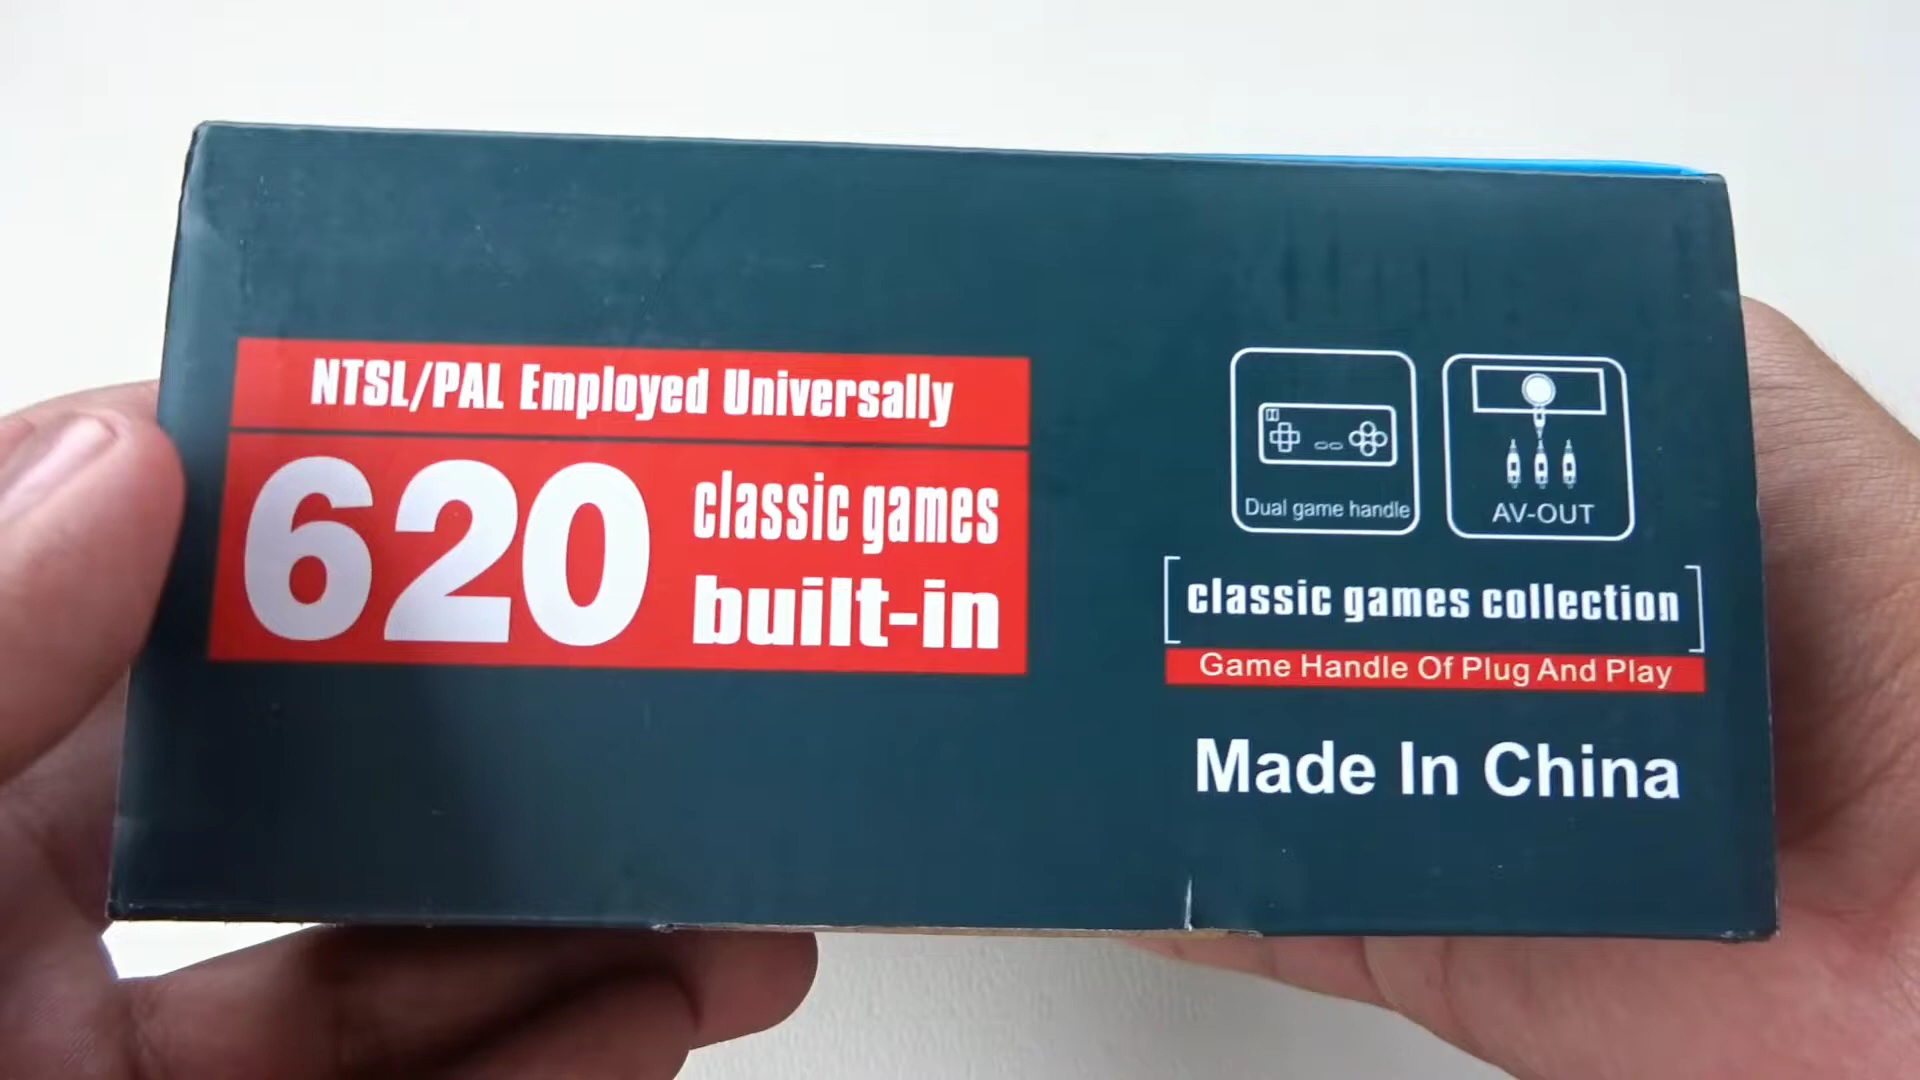 NTSL/PAL Employed Universally
620
classic games
built-in
Dual game handle
AV-OUT
classic games collection
Game Handle Of Plug And Play
Made In China